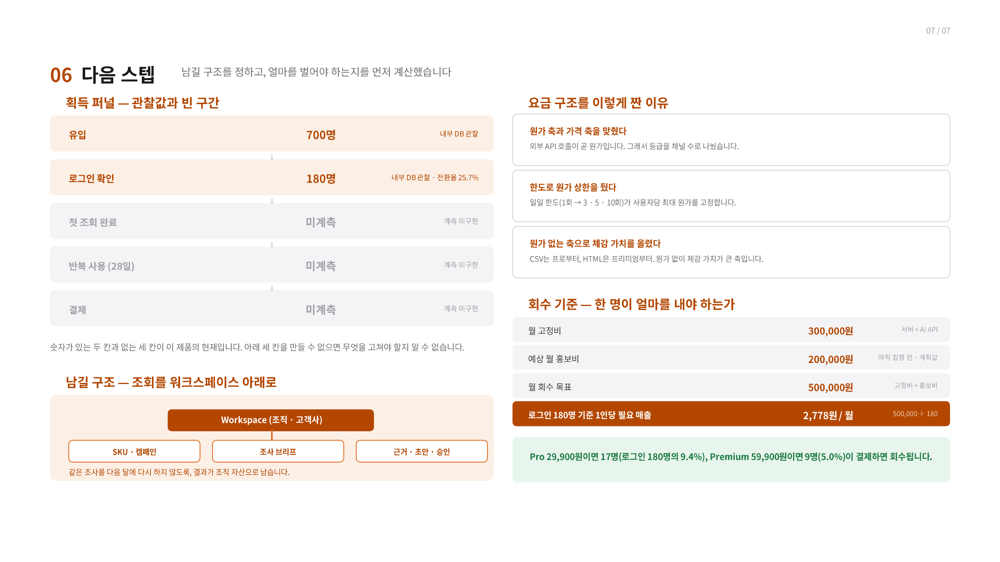 07 / 07
06 다음 스텝
남길 구조를 정하고, 얼마를 벌어야 하는지를 먼저 계산했습니다
획득 퍼널 — 관찰값과 빈 구간
유입 700명 내부 DB 관찰
↓
로그인 확인 180명 내부 DB 관찰 · 전환율 25.7%
↓
첫 조회 완료 미계측 계측 미구현
↓
반복 사용 (28일) 미계측 계측 미구현
↓
결제 미계측 계측 미구현
숫자가 있는 두 칸과 없는 세 칸이 이 제품의 현재입니다. 아래 세 칸을 만들 수 없으면 무엇을 고쳐야 할지 알 수 없습니다.
남길 구조 — 조회를 워크스페이스 아래로
Workspace (조직 · 고객사)
SKU · 캠페인
조사 브리프
근거 · 초안 · 승인
같은 조사를 다음 달에 다시 하지 않도록, 결과가 조직 자산으로 남습니다.
요금 구조를 이렇게 짠 이유
원가 축과 가격 축을 맞췄다
외부 API 호출이 곧 원가입니다. 그래서 등급을 채널 수로 나눴습니다.
한도로 원가 상한을 뒀다
일일 한도(1회 → 3 · 5 · 10회)가 사용자당 최대 원가를 고정합니다.
원가 없는 축으로 체감 가치를 올렸다
CSV는 프로부터, HTML은 프리미엄부터. 원가 없이 체감 가치가 큰 축입니다.
회수 기준 — 한 명이 얼마를 내야 하는가
월 고정비 300,000원 서버 + AI API
예상 월 홍보비 200,000원 아직 집행 전 · 계획값
월 회수 목표 500,000원 고정비 + 홍보비
로그인 180명 기준 1인당 필요 매출 2,778원 / 월 500,000 ÷ 180
Pro 29,900원이면 17명(로그인 180명의 9.4%), Premium 59,900원이면 9명(5.0%)이 결제하면 회수됩니다.